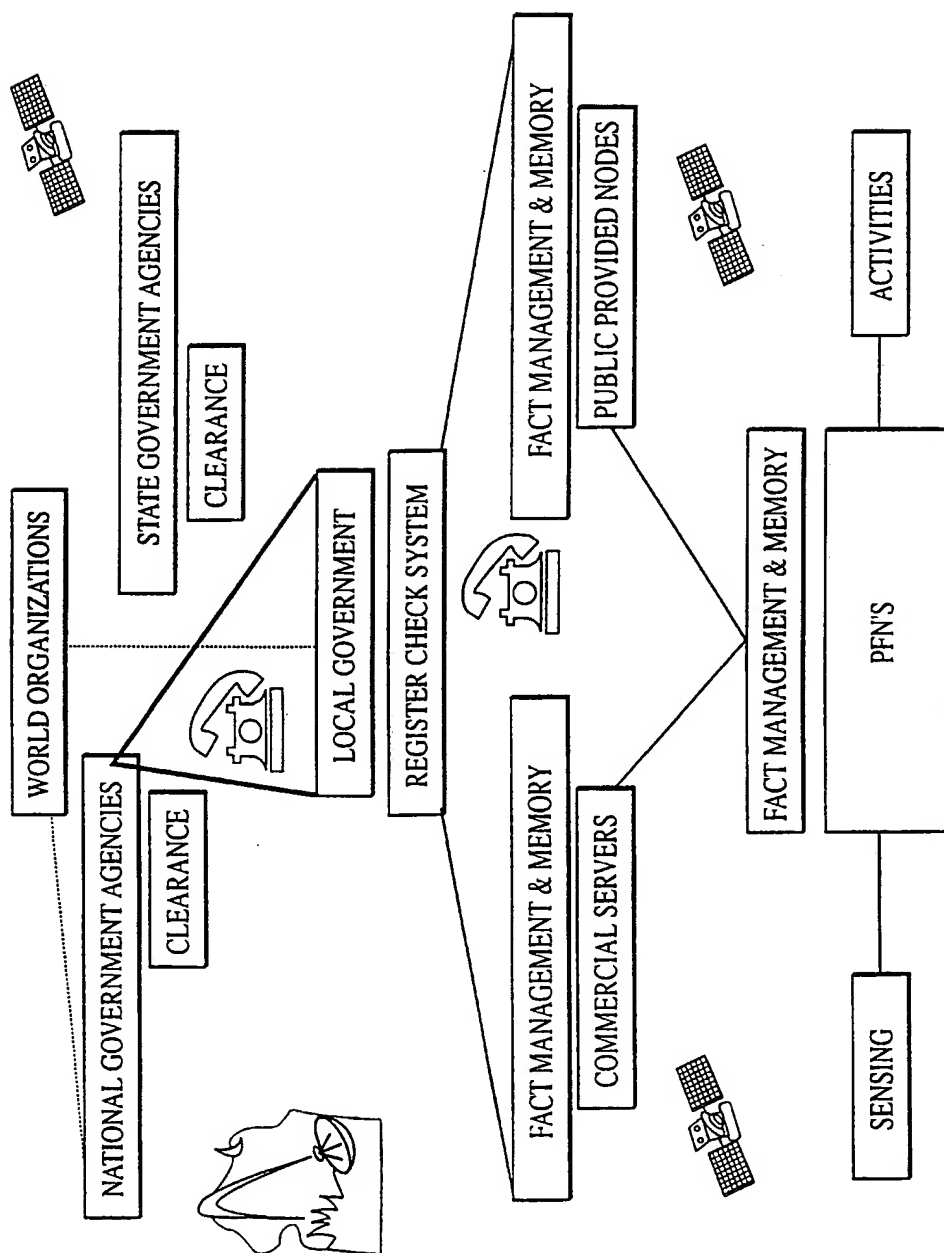 WORLD ORGANIZATIONS
NATIONAL GOVERNMENT AGENCIES
STATE GOVERNMENT AGENCIES
CLEARANCE
CLEARANCE
LOCAL GOVERNMENT
REGISTER CHECK SYSTEM
FACT MANAGEMENT & MEMORY
FACT MANAGEMENT & MEMORY
COMMERCIAL SERVERS
PUBLIC PROVIDED NODES
FACT MANAGEMENT & MEMORY
SENSING
PFN'S
ACTIVITIES